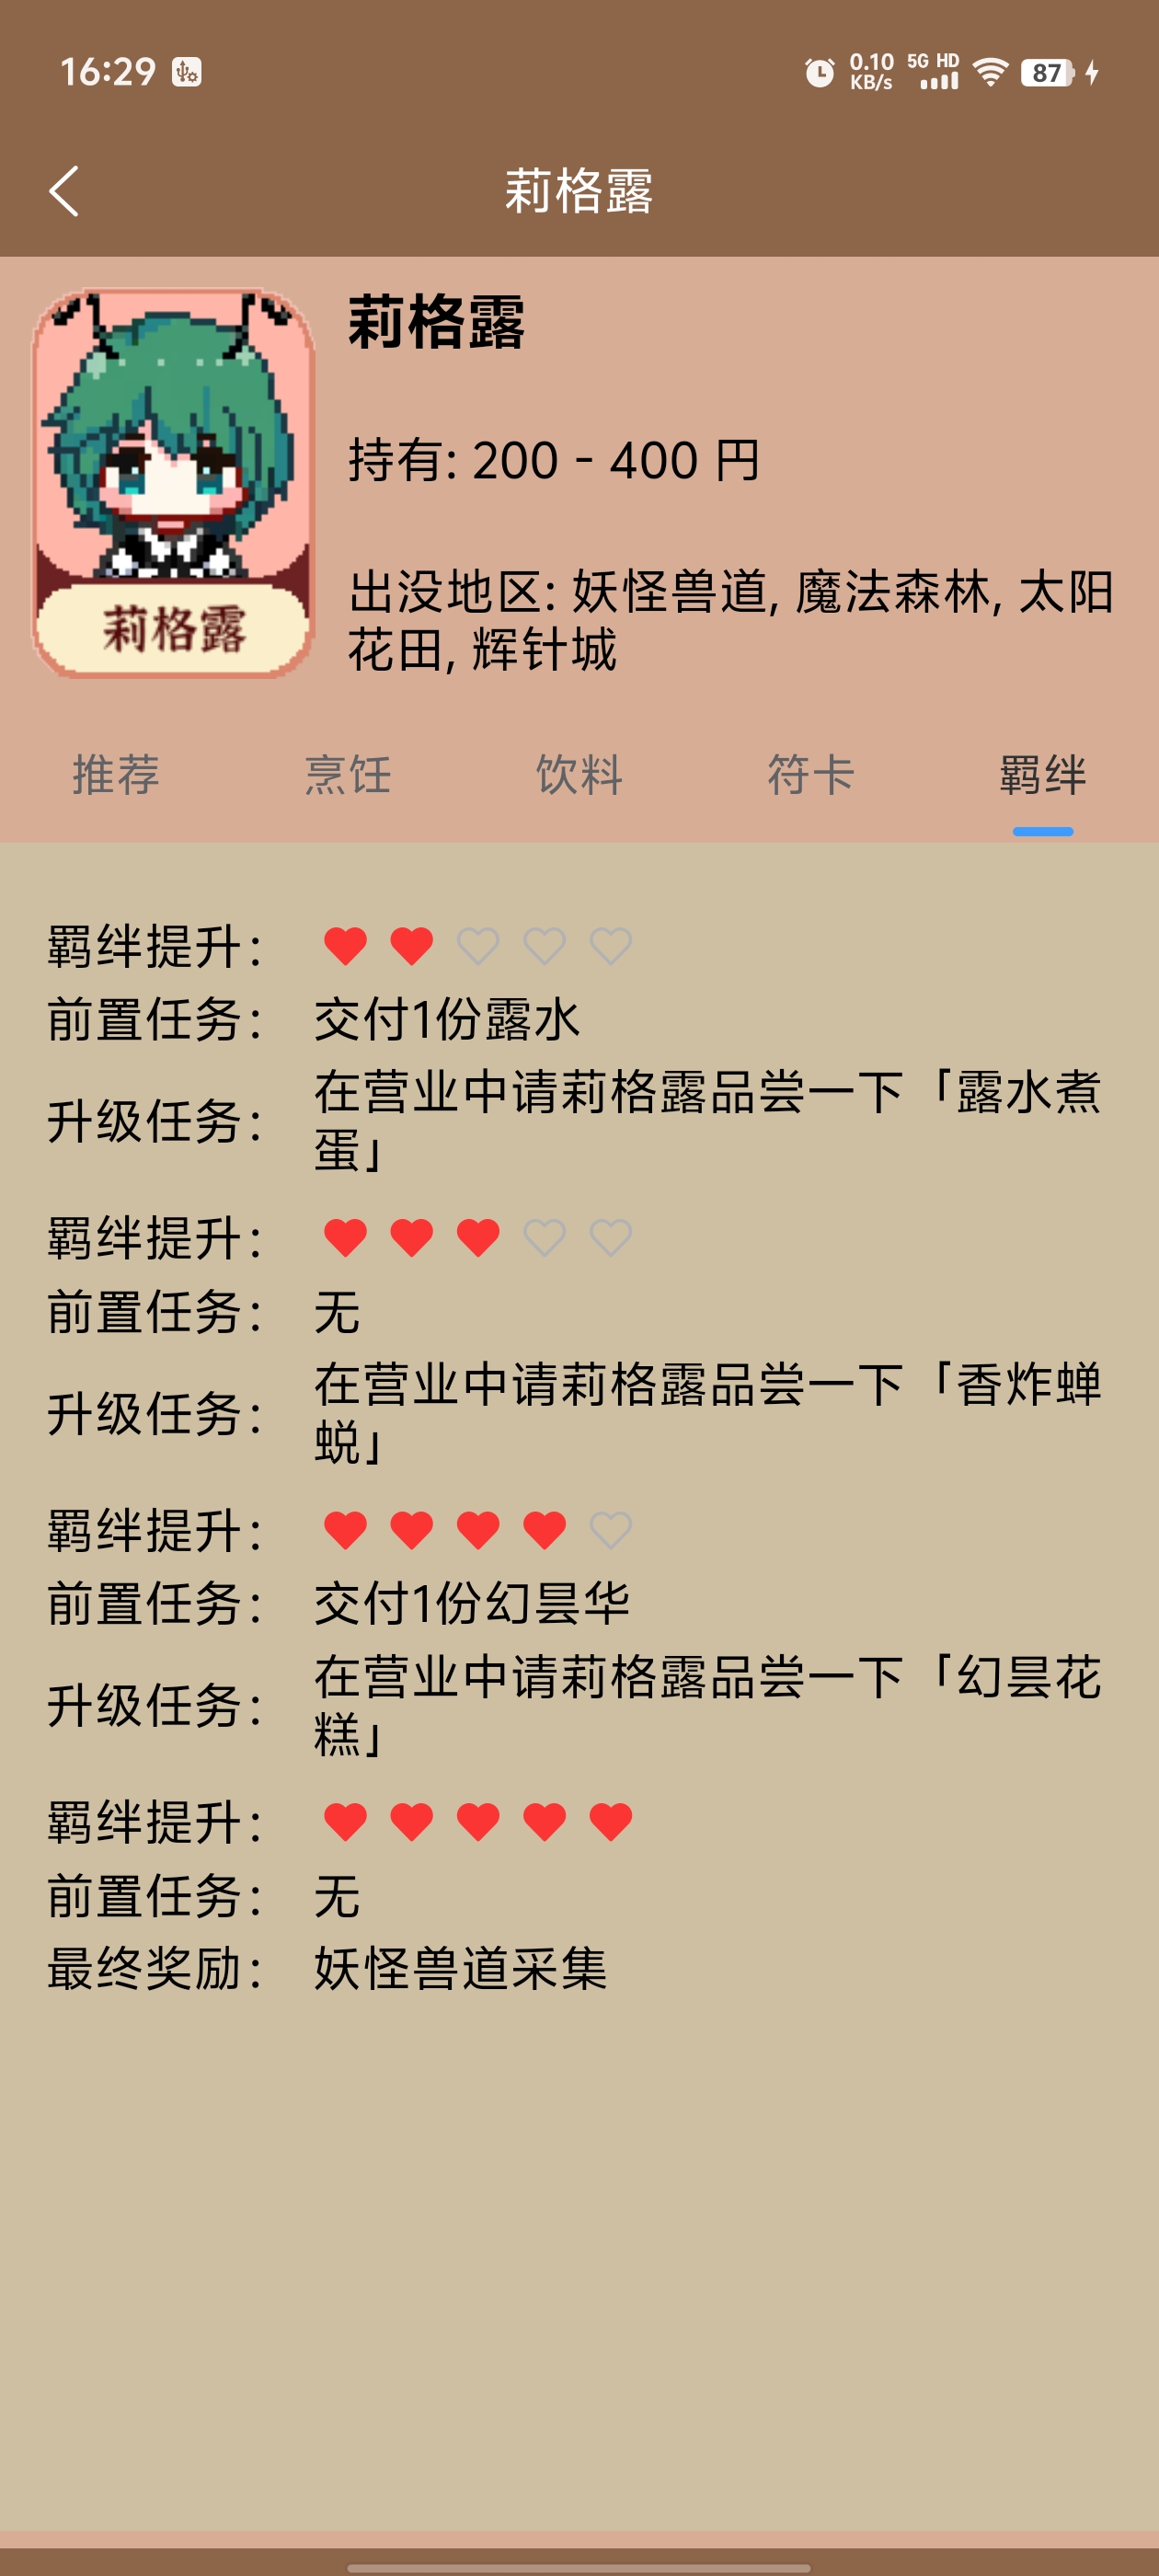 16:29
0.10 KB/s 5G HD 87
莉格露
莉格露
持有: 200 - 400 円
出没地区: 妖怪兽道, 魔法森林, 太阳
花田, 辉针城
莉格露
推荐 烹饪 饮料 符卡 羁绊
羁绊提升：
前置任务： 交付1份露水
升级任务： 在营业中请莉格露品尝一下「露水煮
蛋」
羁绊提升：
前置任务： 无
升级任务： 在营业中请莉格露品尝一下「香炸蝉
蜕」
羁绊提升：
前置任务： 交付1份幻昙华
升级任务： 在营业中请莉格露品尝一下「幻昙花
糕」
羁绊提升：
前置任务： 无
最终奖励： 妖怪兽道采集